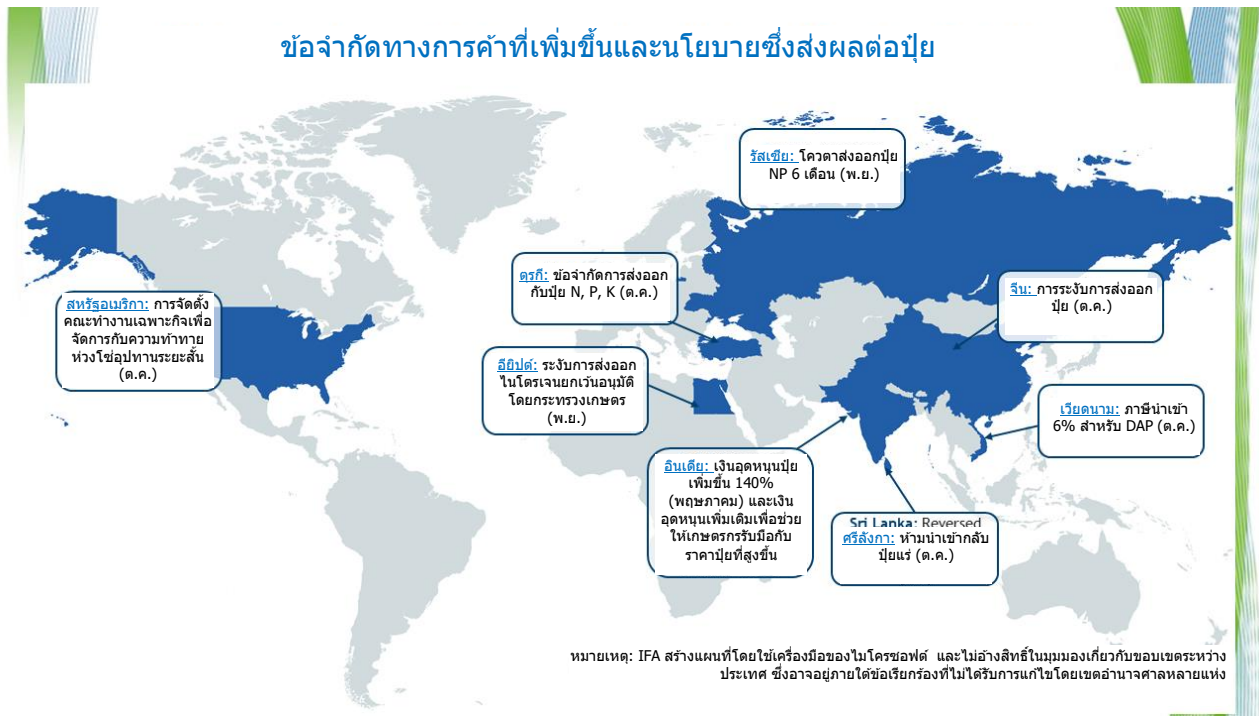 ข้อจำกัดทางการค้าที่เพิ่มขึ้นและนโยบายซึ่งส่งผลต่อปุ๋ย
รัสเซีย: โควตาส่งออกปุ๋ย
NP 6 เดือน (พ.ย.)
ตุรกี: ข้อจำกัดการส่งออก
กับปุ๋ย N, P, K (ต.ค.)
จีน: การระงับการส่งออก
ปุ๋ย (ต.ค.)
สหรัฐอเมริกา: การจัดตั้ง
คณะทำงานเฉพาะกิจเพื่อ
จัดการกับความท้าทาย
ห่วงโซ่อุปทานระยะสั้น
(ต.ค.)
อียิปต์: ระงับการส่งออก
ไนโตรเจนยกเว้นอนุมัติ
โดยกระทรวงเกษตร
(พ.ย.)
เวียดนาม: ภาษีนำเข้า
6% สำหรับ DAP (ต.ค.)
อินเดีย: เงินอุดหนุนปุ๋ย
เพิ่มขึ้น 140%
(พฤษภาคม) และเงิน
อุดหนุนเพิ่มเติมเพื่อช่วย
ให้เกษตรกรรับมือกับ
ราคาปุ๋ยที่สูงขึ้น
Sri Lanka: Reversed
ศรีลังกา: ห้ามนำเข้ากลับ
ปุ๋ยแร่ (ต.ค.)
หมายเหตุ: IFA สร้างแผนที่โดยใช้เครื่องมือของไมโครซอฟต์ และไม่อ้างสิทธิ์ในมุมมองเกี่ยวกับขอบเขตระหว่าง
ประเทศ ซึ่งอาจอยู่ภายใต้ข้อเรียกร้องที่ไม่ได้รับการแก้ไขโดยเขตอำนาจศาลหลายแห่ง